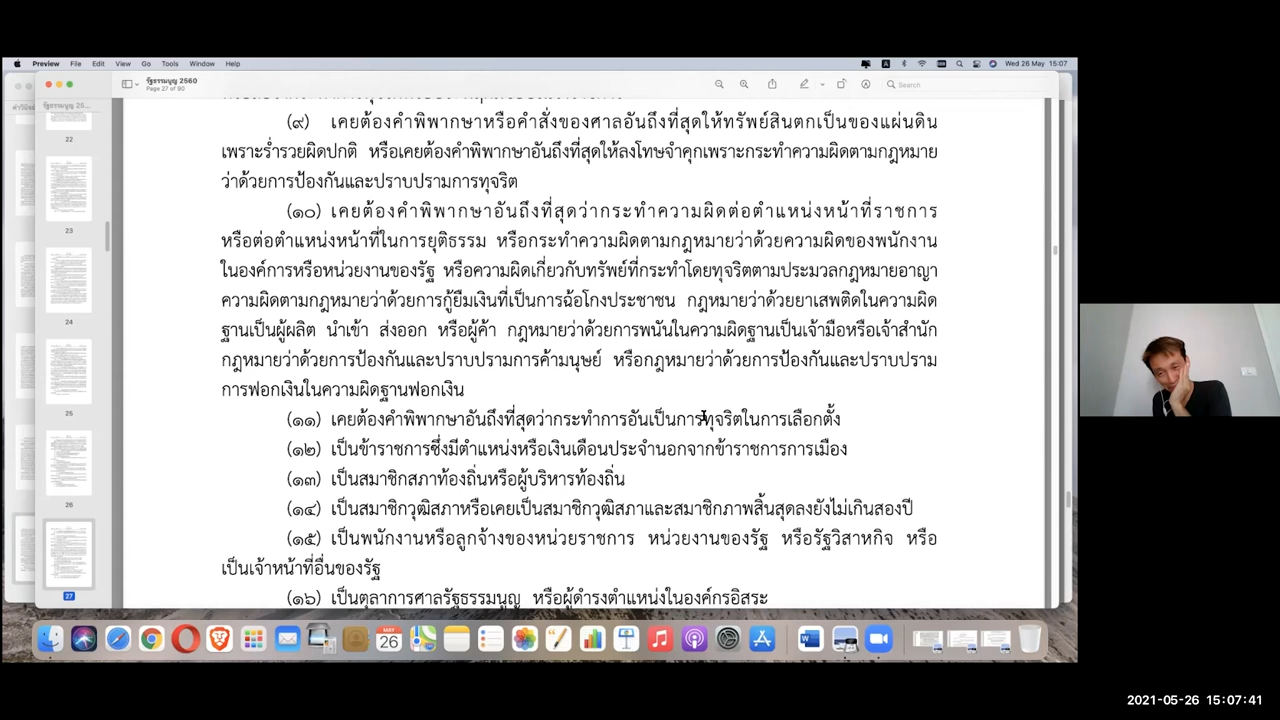 Preview File Edit View Go Tools Window Help
Wed 26 May 15:07
รัฐธรรมนูญ 2560
Page 27 of 90
Search
รัฐธรรมนูญ 25...
22
23
24
25
26
27
(๙) เคยต้องคำพิพากษาหรือคำสั่งของศาลอันถึงที่สุดให้ทรัพย์สินตกเป็นของแผ่นดิน
เพราะร่ำรวยผิดปกติ หรือเคยต้องคำพิพากษาอันถึงที่สุดให้ลงโทษจำคุกเพราะกระทำความผิดตามกฎหมาย
ว่าด้วยการป้องกันและปราบปรามการทุจริต
(๑๐) เคยต้องคำพิพากษาอันถึงที่สุดว่ากระทำความผิดต่อตำแหน่งหน้าที่ราชการ
หรือต่อตำแหน่งหน้าที่ในการยุติธรรม หรือกระทำความผิดตามกฎหมายว่าด้วยความผิดของพนักงาน
ในองค์การหรือหน่วยงานของรัฐ หรือความผิดเกี่ยวกับทรัพย์ที่กระทำโดยทุจริตตามประมวลกฎหมายอาญา
ความผิดตามกฎหมายว่าด้วยการกู้ยืมเงินที่เป็นการฉ้อโกงประชาชน กฎหมายว่าด้วยยาเสพติดในความผิด
ฐานเป็นผู้ผลิต นำเข้า ส่งออก หรือผู้ค้า กฎหมายว่าด้วยการพนันในความผิดฐานเป็นเจ้ามือหรือเจ้าสำนัก
กฎหมายว่าด้วยการป้องกันและปราบปรามการค้ามนุษย์ หรือกฎหมายว่าด้วยการป้องกันและปราบปราม
การฟอกเงินในความผิดฐานฟอกเงิน
(๑๑) เคยต้องคำพิพากษาอันถึงที่สุดว่ากระทำการอันเป็นการทุจริตในการเลือกตั้ง
(๑๒) เป็นข้าราชการซึ่งมีตำแหน่งหรือเงินเดือนประจำนอกจากข้าราชการการเมือง
(๑๓) เป็นสมาชิกสภาท้องถิ่นหรือผู้บริหารท้องถิ่น
(๑๔) เป็นสมาชิกวุฒิสภาหรือเคยเป็นสมาชิกวุฒิสภาและสมาชิกภาพสิ้นสุดลงยังไม่เกินสองปี
(๑๕) เป็นพนักงานหรือลูกจ้างของหน่วยราชการ หน่วยงานของรัฐ หรือรัฐวิสาหกิจ หรือ
เป็นเจ้าหน้าที่อื่นของรัฐ
(๑๖) เป็นตุลาการศาลรัฐธรรมนูญ หรือผู้ดำรงตำแหน่งในองค์กรอิสระ
MAY
26
2021-05-26 15:07:41